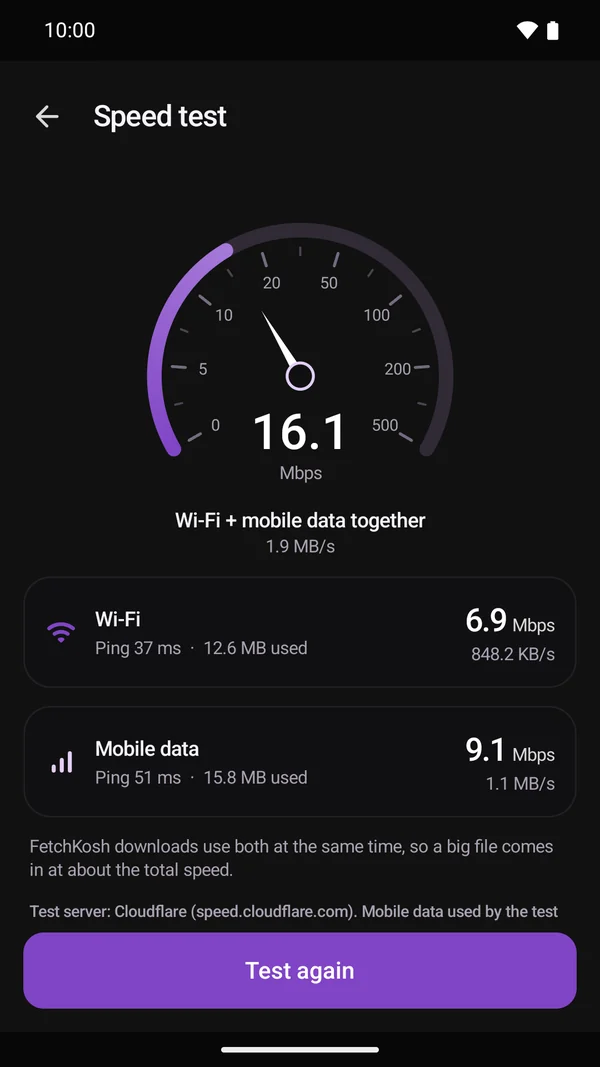 10:00
Speed test
0
5
10
20
50
100
200
500
16.1
Mbps
Wi-Fi + mobile data together
1.9 MB/s
Wi-Fi
Ping 37 ms · 12.6 MB used
6.9 Mbps
848.2 KB/s
Mobile data
Ping 51 ms · 15.8 MB used
9.1 Mbps
1.1 MB/s
FetchKosh downloads use both at the same time, so a big file comes
in at about the total speed.
Test server: Cloudflare (speed.cloudflare.com). Mobile data used by the test
Test again